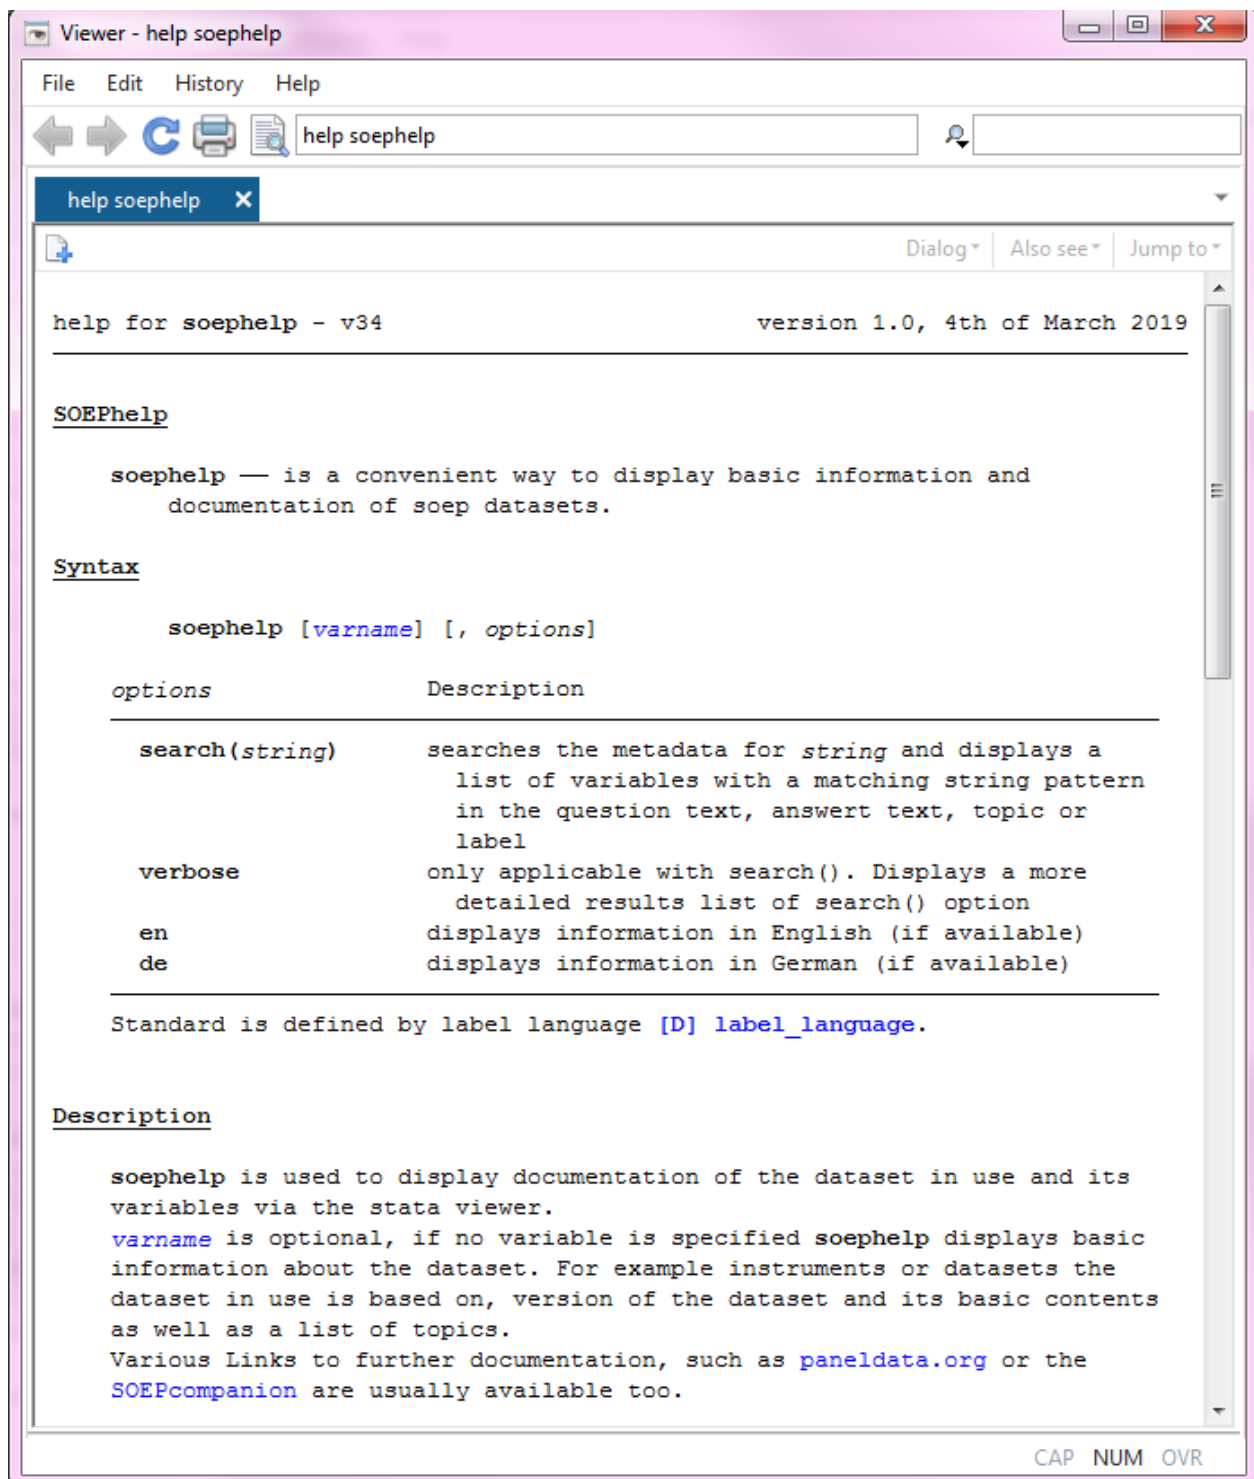 Viewer - help soephelp
File Edit History Help
help soephelp
help soephelp
Dialog Also see Jump to
help for soephelp - v34 version 1.0, 4th of March 2019
SOEPhelp
soephelp — is a convenient way to display basic information and
documentation of soep datasets.
Syntax
soephelp [varname] [, options]
options Description
search(string) searches the metadata for string and displays a
list of variables with a matching string pattern
in the question text, answert text, topic or
label
verbose only applicable with search(). Displays a more
detailed results list of search() option
en displays information in English (if available)
de displays information in German (if available)
Standard is defined by label language [D] label_language.
Description
soephelp is used to display documentation of the dataset in use and its
variables via the stata viewer.
varname is optional, if no variable is specified soephelp displays basic
information about the dataset. For example instruments or datasets the
dataset in use is based on, version of the dataset and its basic contents
as well as a list of topics.
Various Links to further documentation, such as paneldata.org or the
SOEPcompanion are usually available too.
CAP NUM OVR